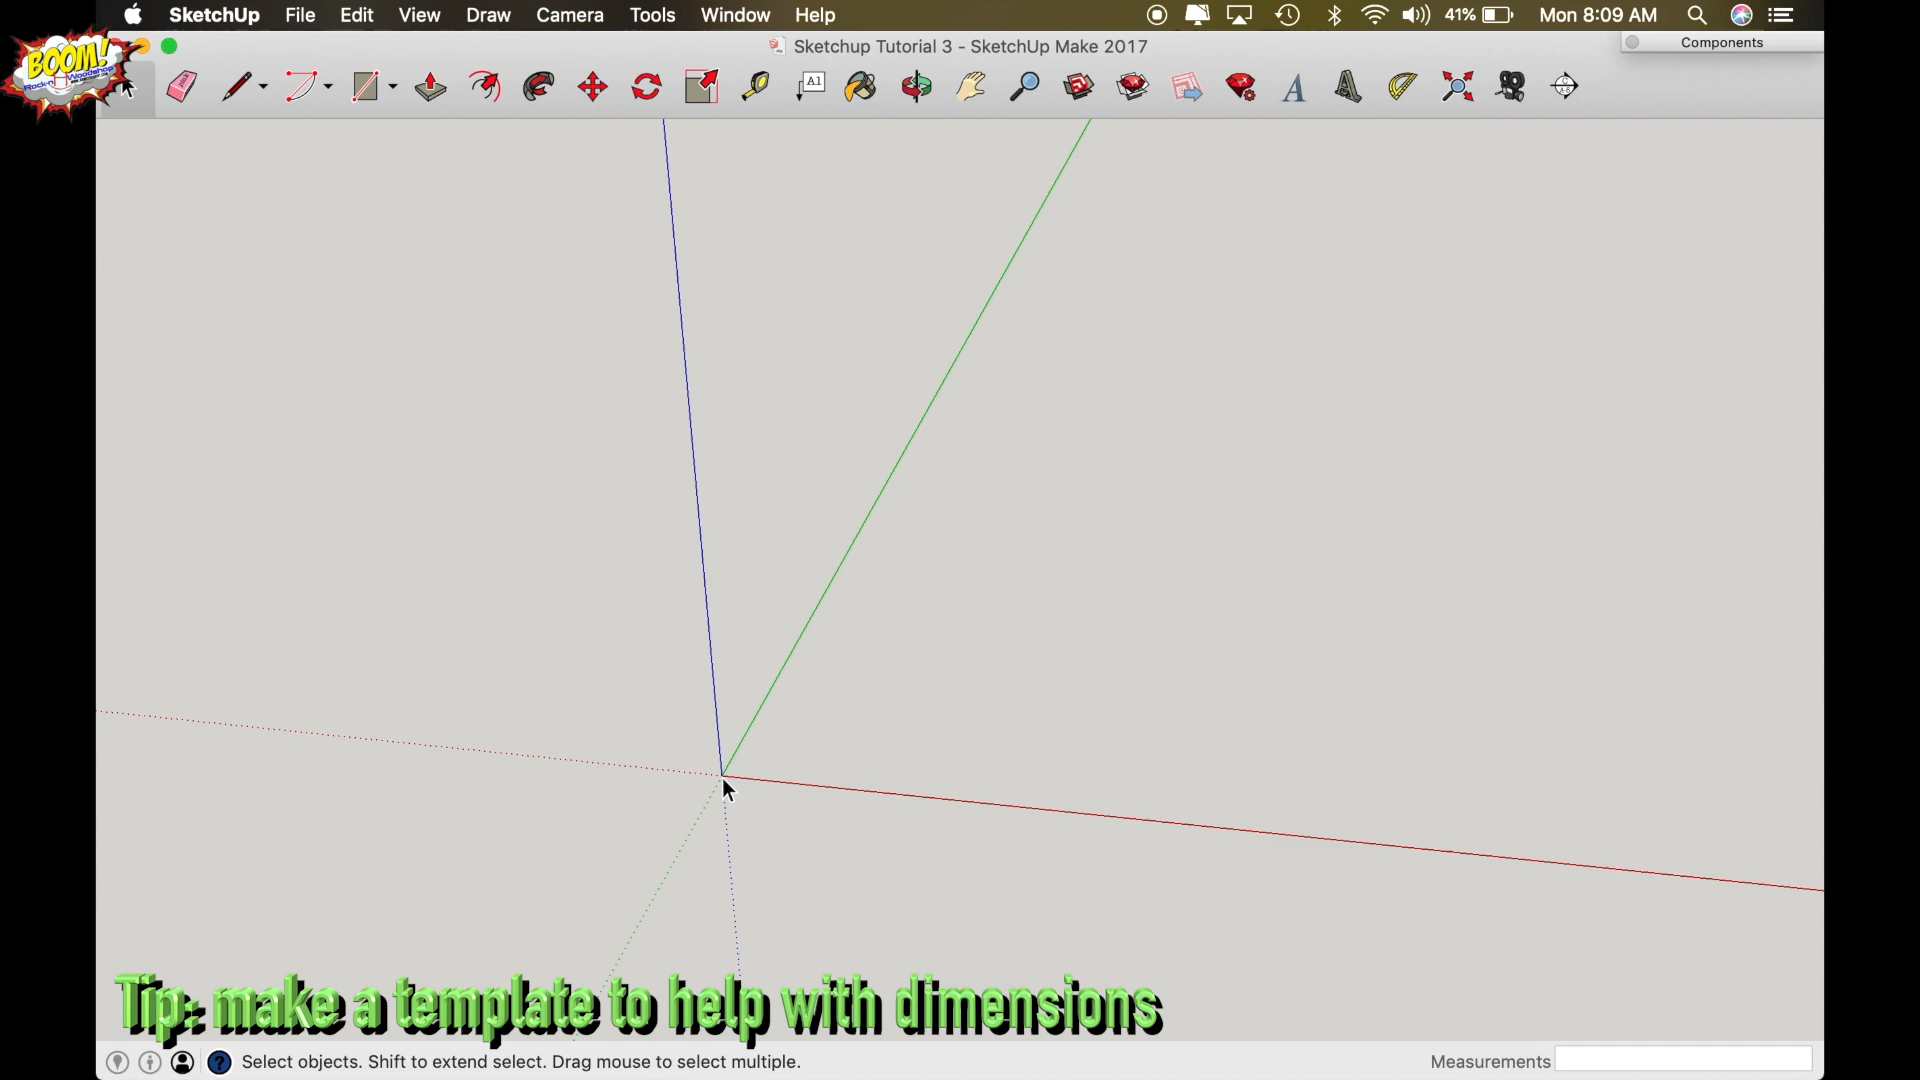 SketchUp File Edit View Draw Camera Tools Window Help 41% Mon 8:09 AM
BOOM!
Woodshop
Sketchup Tutorial 3 - SketchUp Make 2017
Components
A1
A
A
Tip: make a template to help with dimensions
Select objects. Shift to extend select. Drag mouse to select multiple.
Measurements